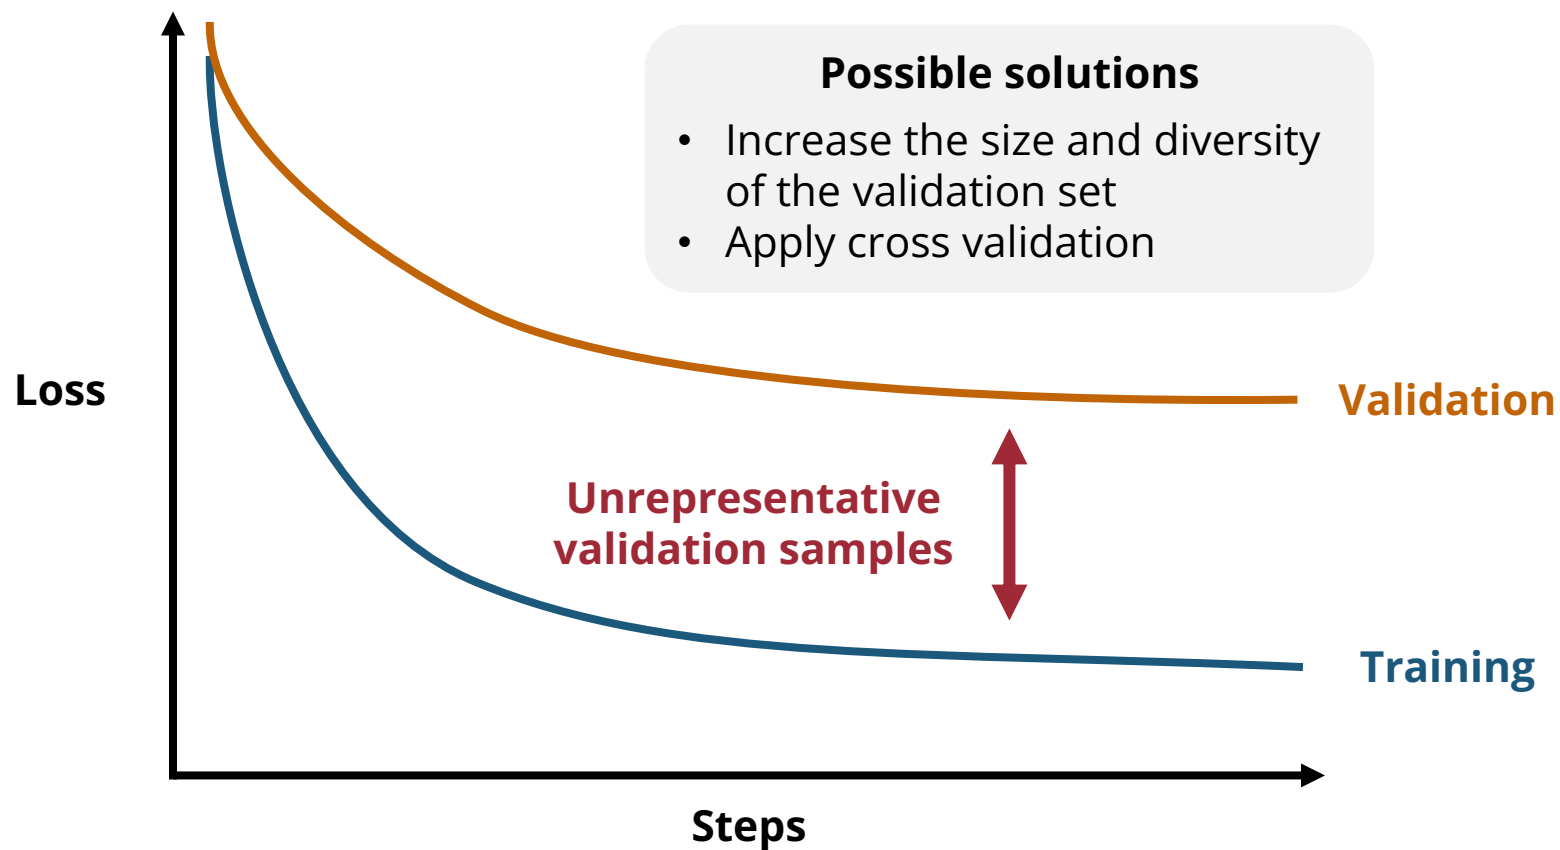 Possible solutions
• Increase the size and diversity
of the validation set
• Apply cross validation
Loss
Validation
Unrepresentative
validation samples
Training
Steps